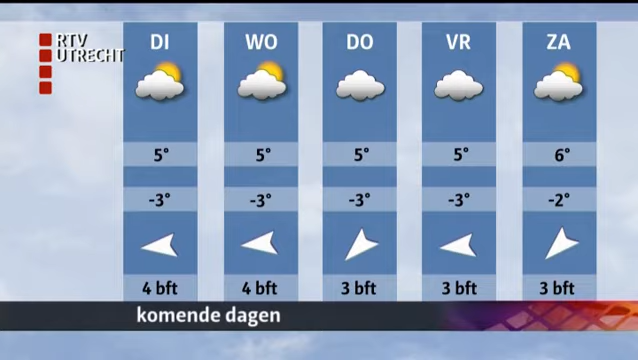 RTV
UTRECHT
DI WO DO VR ZA
5° 5° 5° 5° 6°
-3° -3° -3° -3° -2°
4 bft 4 bft 3 bft 3 bft 3 bft
komende dagen